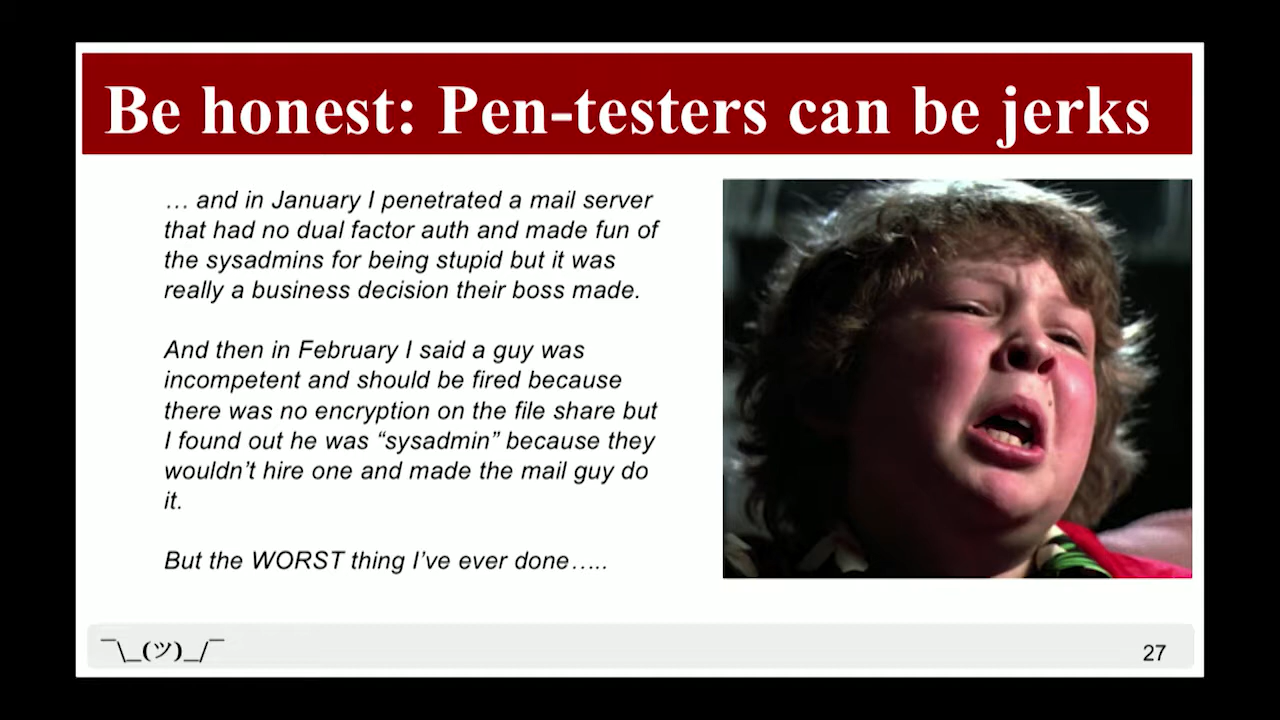 Be honest: Pen-testers can be jerks
… and in January I penetrated a mail server
that had no dual factor auth and made fun of
the sysadmins for being stupid but it was
really a business decision their boss made.
And then in February I said a guy was
incompetent and should be fired because
there was no encryption on the file share but
I found out he was “sysadmin” because they
wouldn’t hire one and made the mail guy do
it.
But the WORST thing I’ve ever done…..
¯\_(ツ)_/¯
27